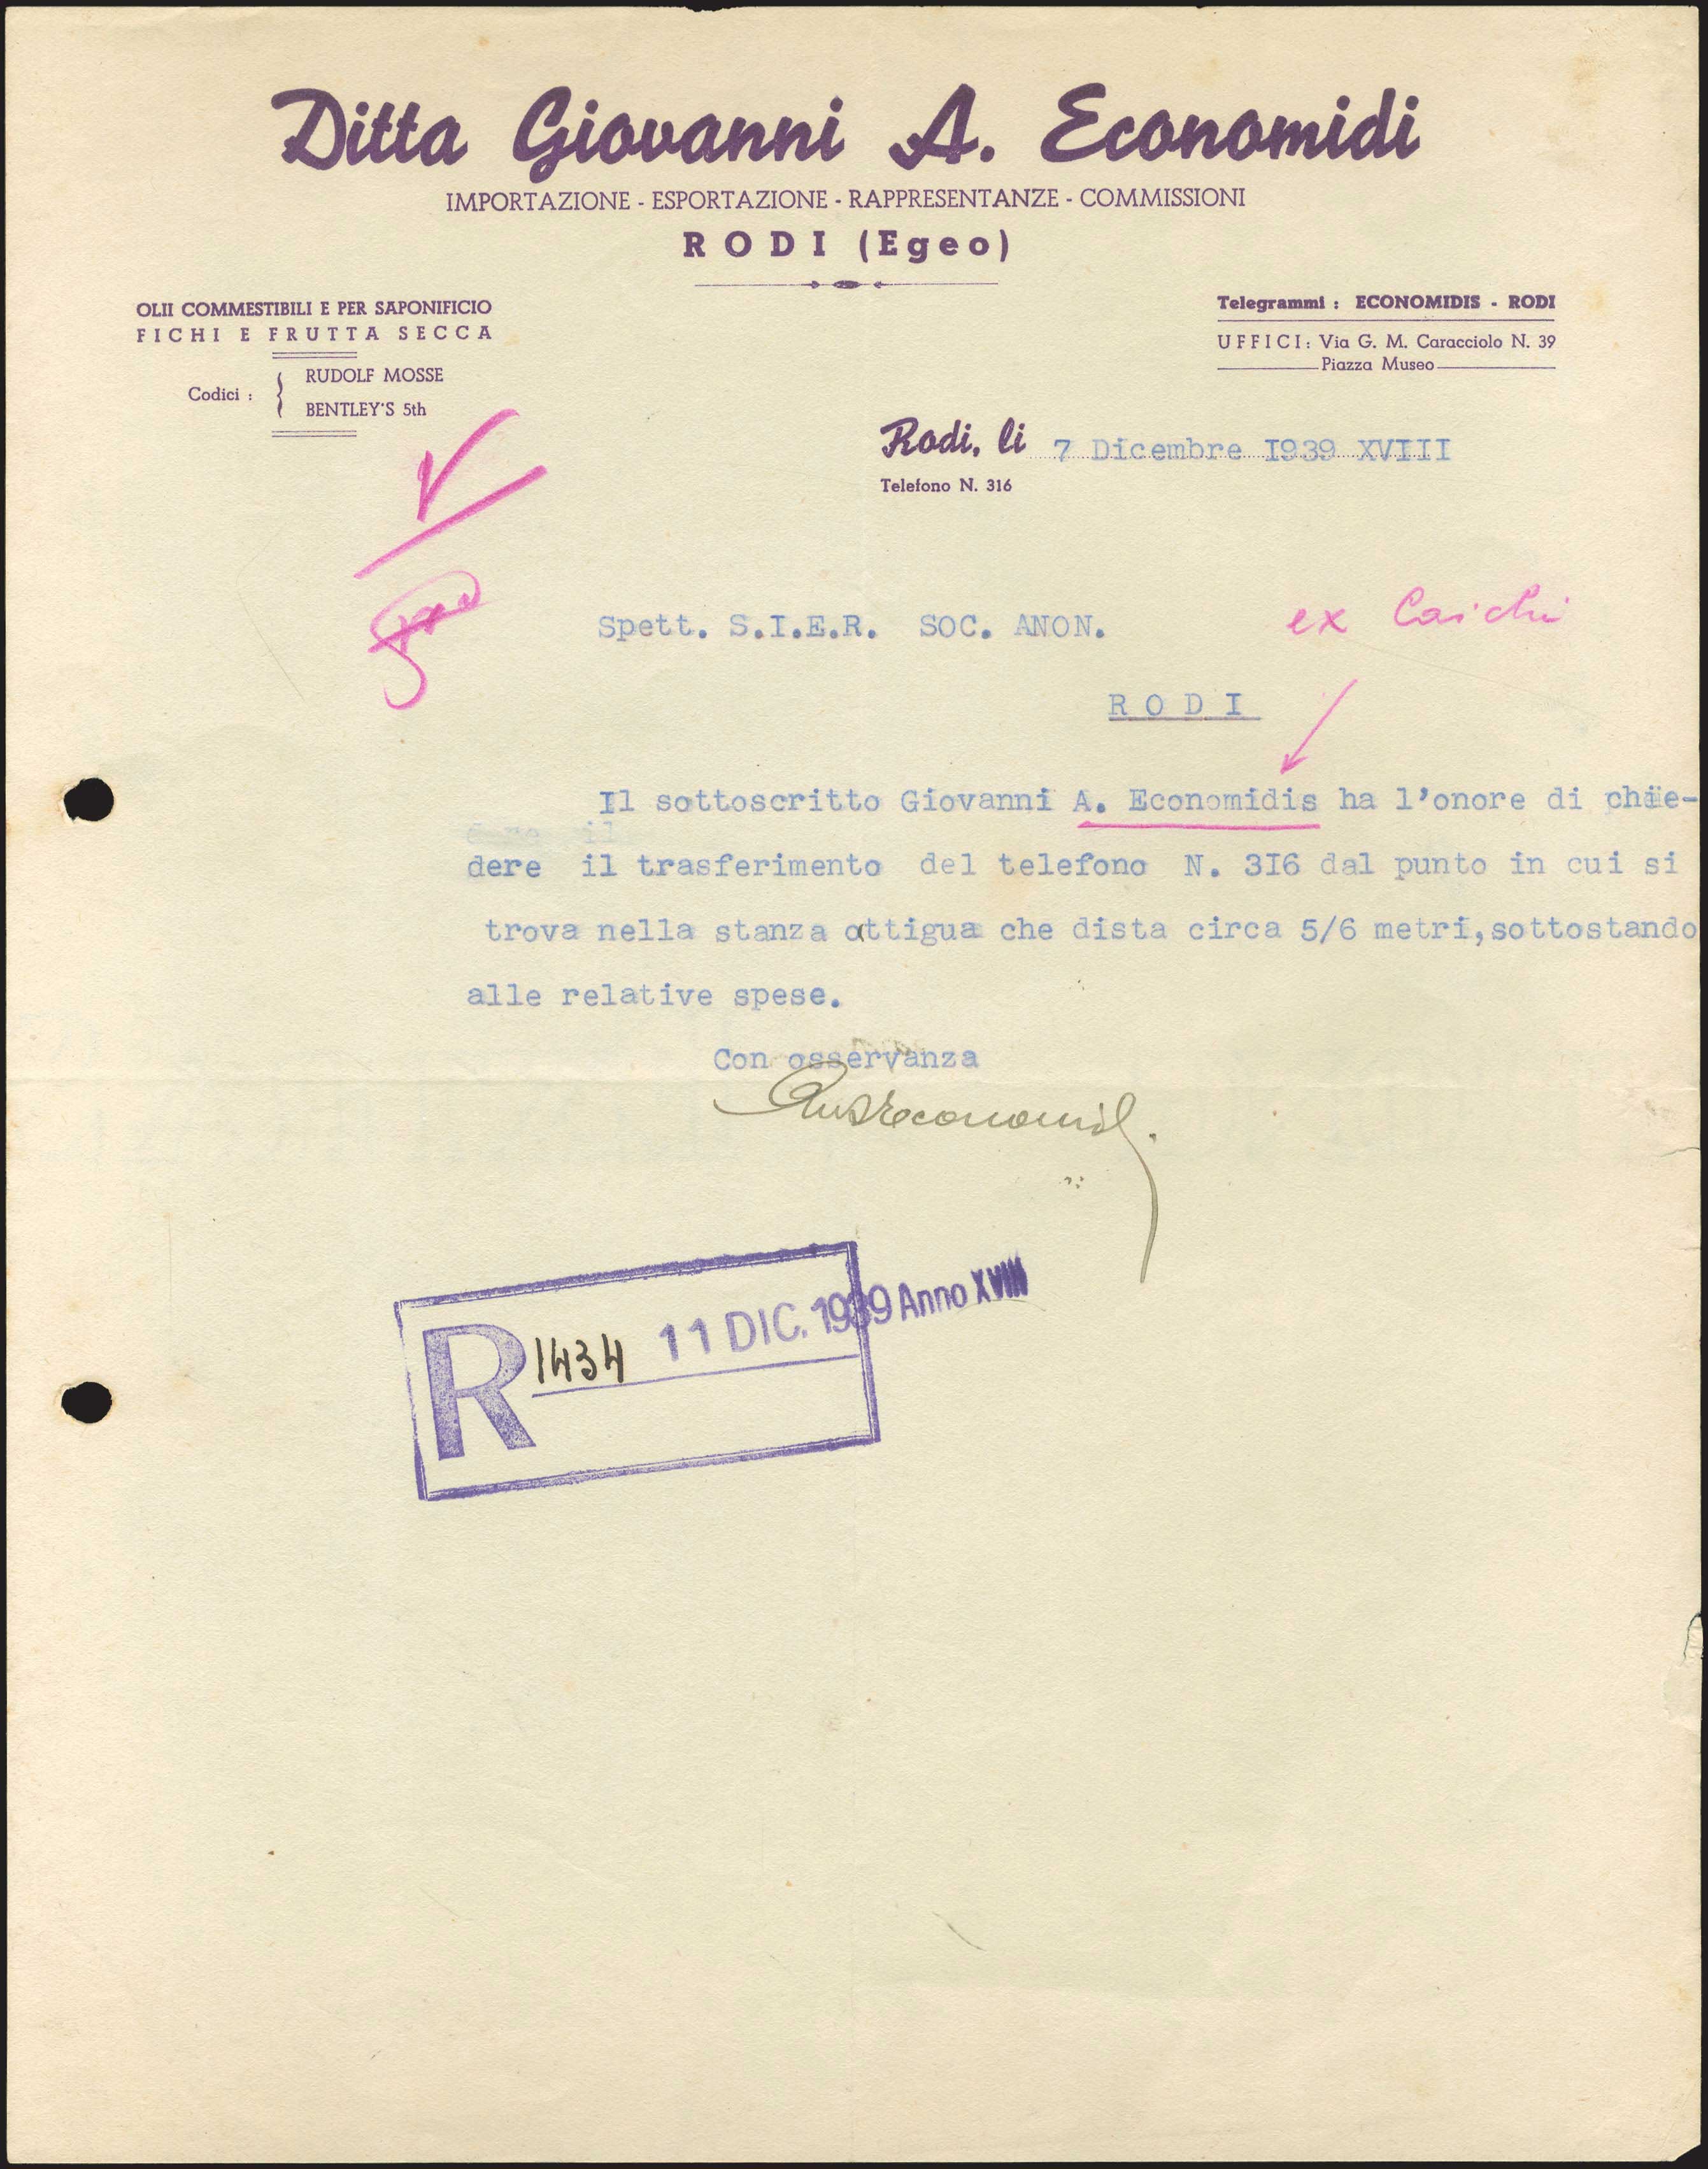 Ditta Giovanni A. Economidi
IMPORTAZIONE - ESPORTAZIONE - RAPPRESENTANZE - COMMISSIONI
RODI (Egeo)
OLII COMMESTIBILI E PER SAPONIFICIO
FICHI E FRUTTA SECCA
Codici :
RUDOLF MOSSE
BENTLEY'S 5th
Telegrammi : ECONOMIDIS - RODI
UFFICI: Via G. M. Caracciolo N. 39
Piazza Museo
Rodi, li 7 Dicembre I939 XVIII
Telefono N. 316
Spett. S.I.E.R. SOC. ANON.
ex Caichi
RODI
Il sottoscritto Giovanni A. Economidis ha l'onore di chie-
dere il trasferimento del telefono N. 3I6 dal punto in cui si
trova nella stanza attigua che dista circa 5/6 metri,sottostando
alle relative spese.
Con osservanza
R 1434 11 DIC. 1939 Anno XVIII